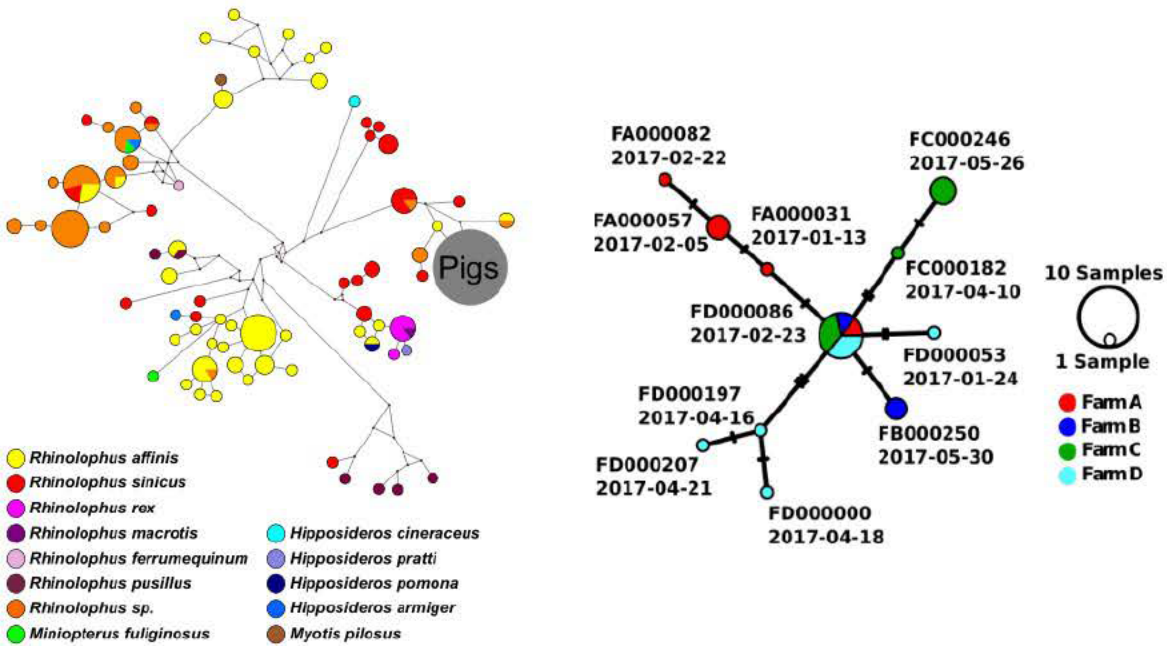 Pigs
Rhinolophus affinis
Rhinolophus sinicus
Rhinolophus rex
Rhinolophus macrotis
Rhinolophus ferrumequinum
Rhinolophus pusillus
Rhinolophus sp.
Miniopterus fuliginosus
Hipposideros cineraceus
Hipposideros pratti
Hipposideros pomona
Hipposideros armiger
Myotis pilosus
FA000082
2017-02-22
FC000246
2017-05-26
FA000057
2017-02-05
FA000031
2017-01-13
FC000182
2017-04-10
FD000086
2017-02-23
FD000053
2017-01-24
FD000197
2017-04-16
FB000250
2017-05-30
FD000207
2017-04-21
FD000000
2017-04-18
10 Samples
1 Sample
Farm A
Farm B
Farm C
Farm D